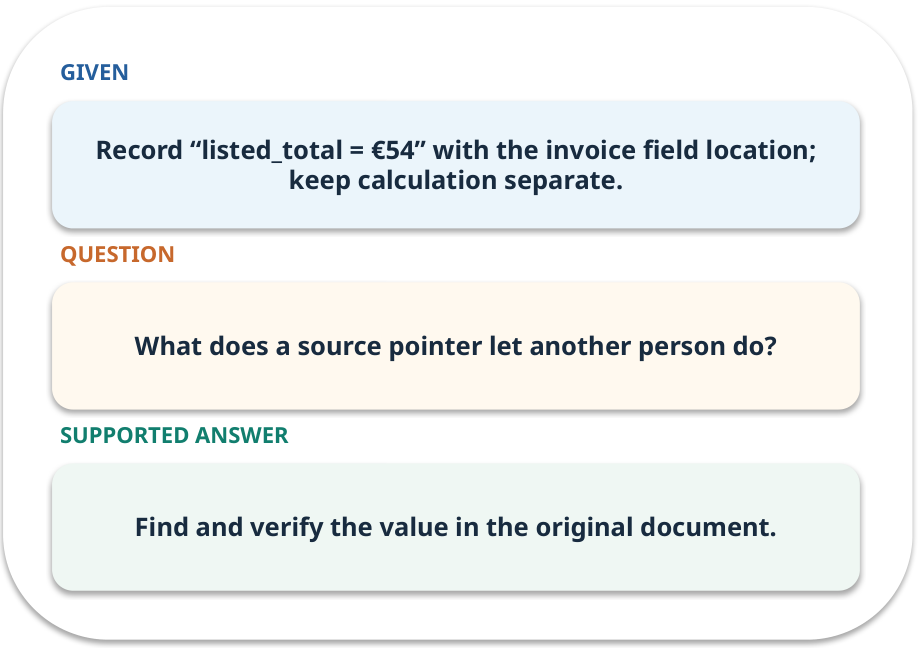 GIVEN
Record “listed_total = €54” with the invoice field location;
keep calculation separate.
QUESTION
What does a source pointer let another person do?
SUPPORTED ANSWER
Find and verify the value in the original document.